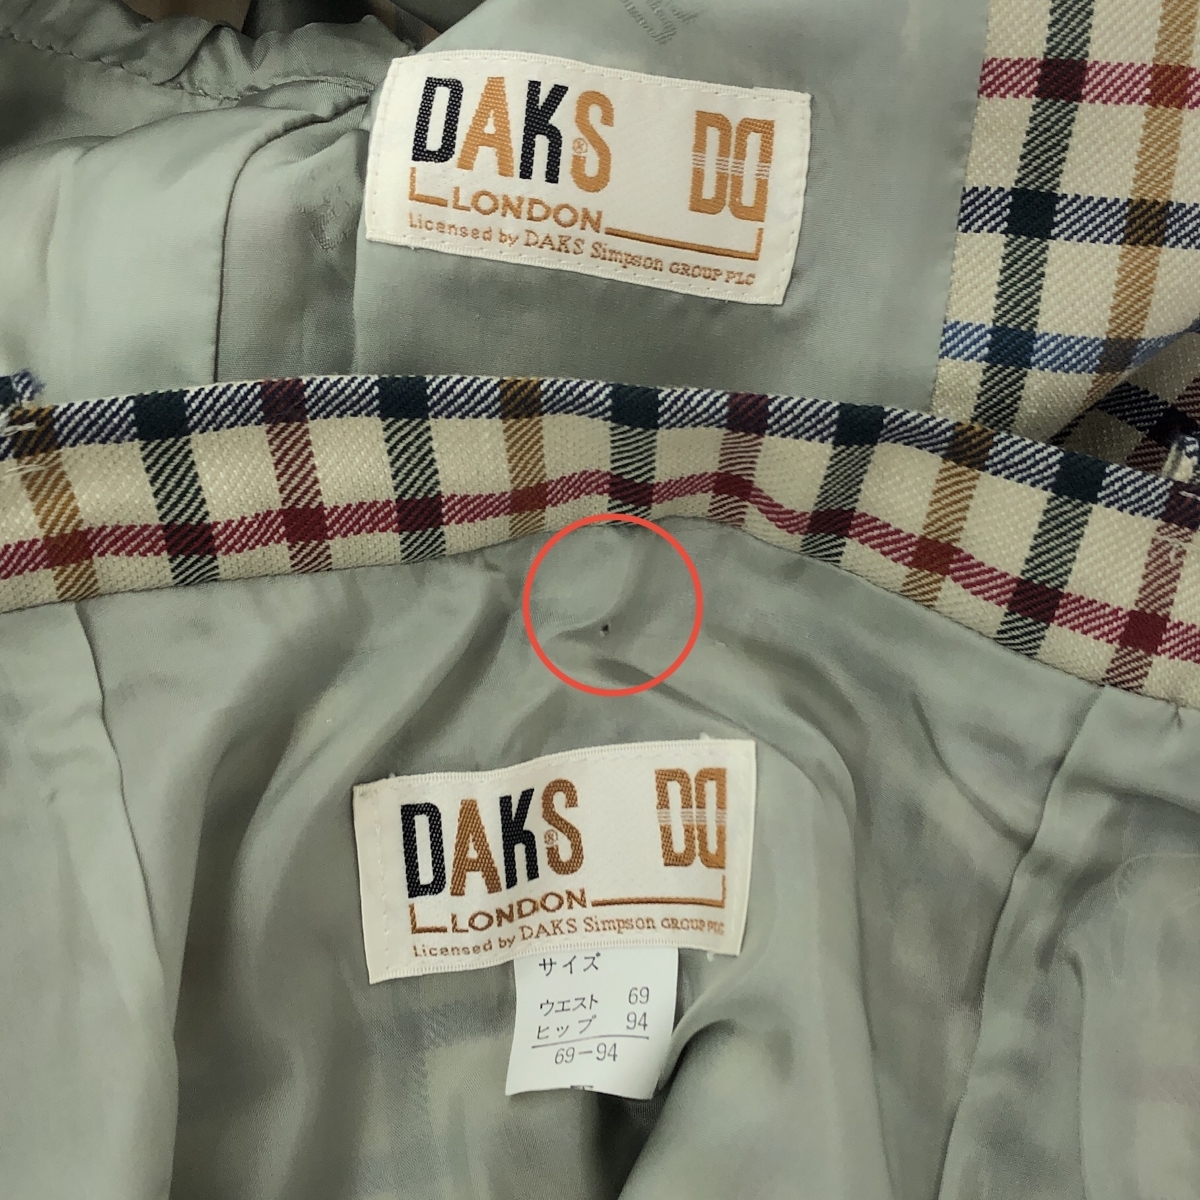 DAKS® DD
LONDON
Licensed by DAKS Simpson GROUP PLC
DAKS® DD
LONDON
Licensed by DAKS Simpson GROUP PLC
サイズ
ウエスト 69
ヒップ 94
69-94